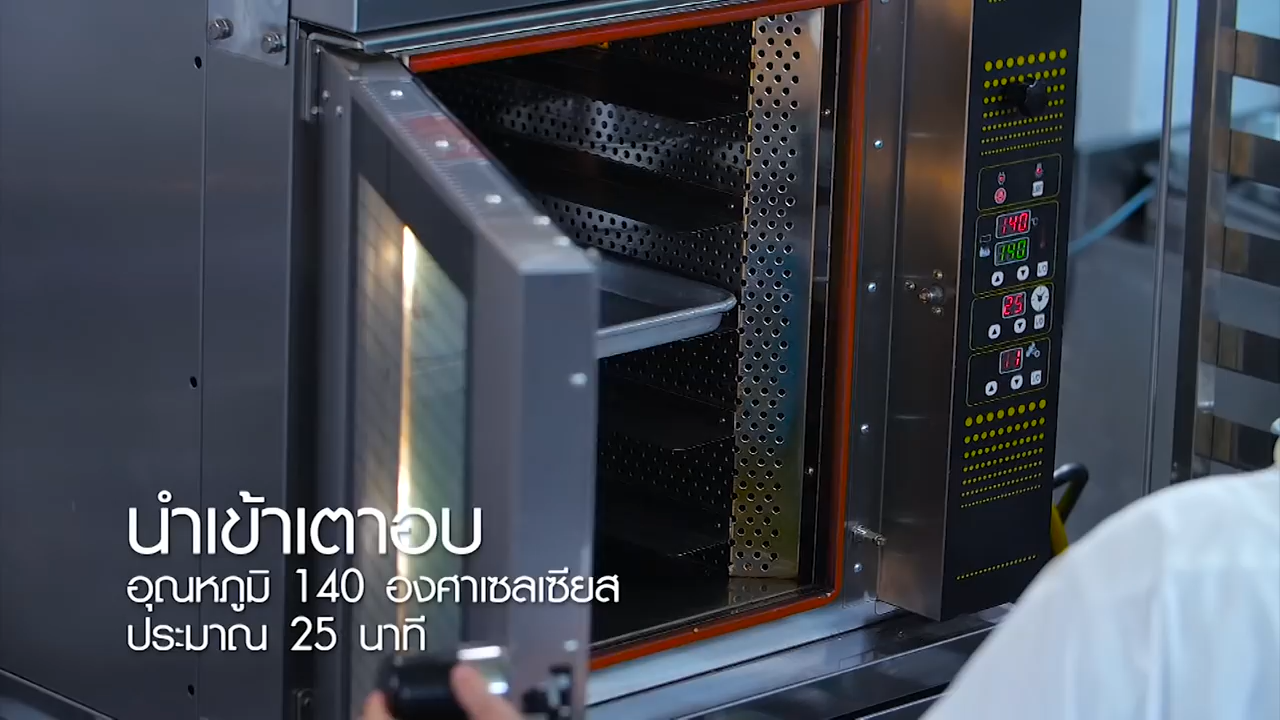 140
140
25
11
นำเข้าเตาอบ
อุณหภูมิ 140 องศาเซลเซียส
ประมาณ 25 นาที